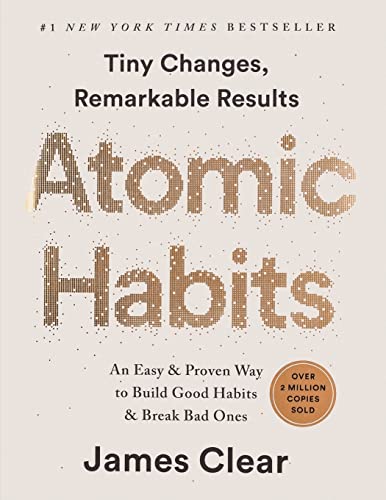 #1 NEW YORK TIMES BESTSELLER
Tiny Changes,
Remarkable Results
Atomic
Habits
An Easy & Proven Way
to Build Good Habits
& Break Bad Ones
OVER
2 MILLION
COPIES
SOLD
James Clear